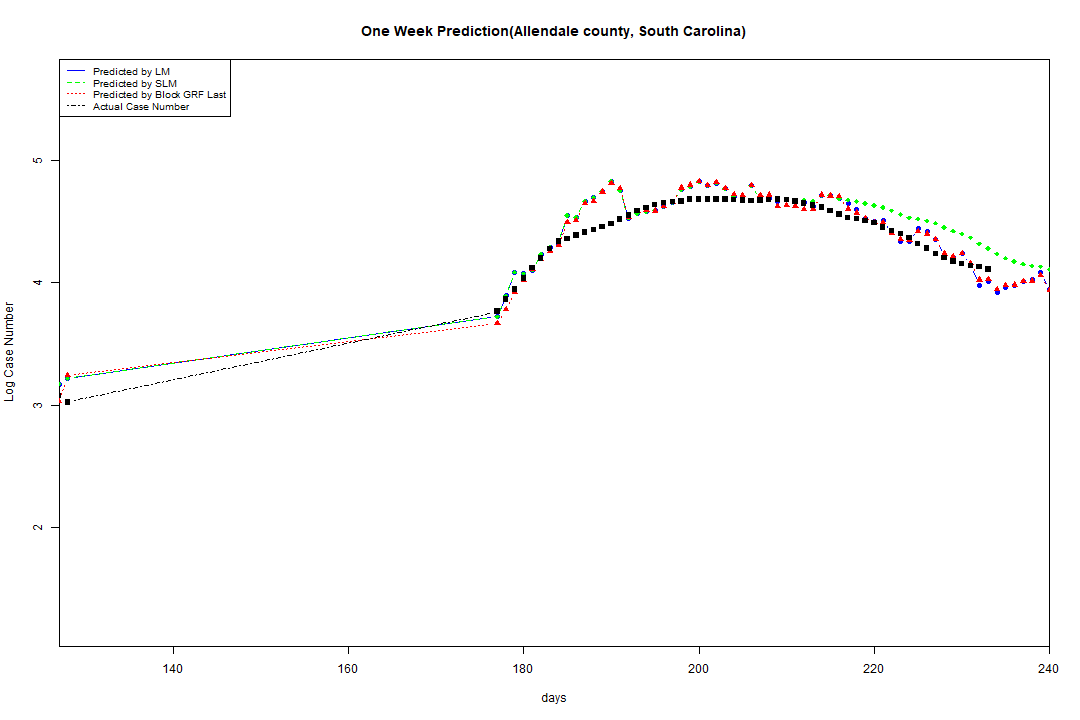 One Week Prediction(Allendale county, South Carolina)
Predicted by LM
Predicted by SLM
Predicted by Block GRF Last
Actual Case Number
5
4
3
2
Log Case Number
140 160 180 200 220 240
days